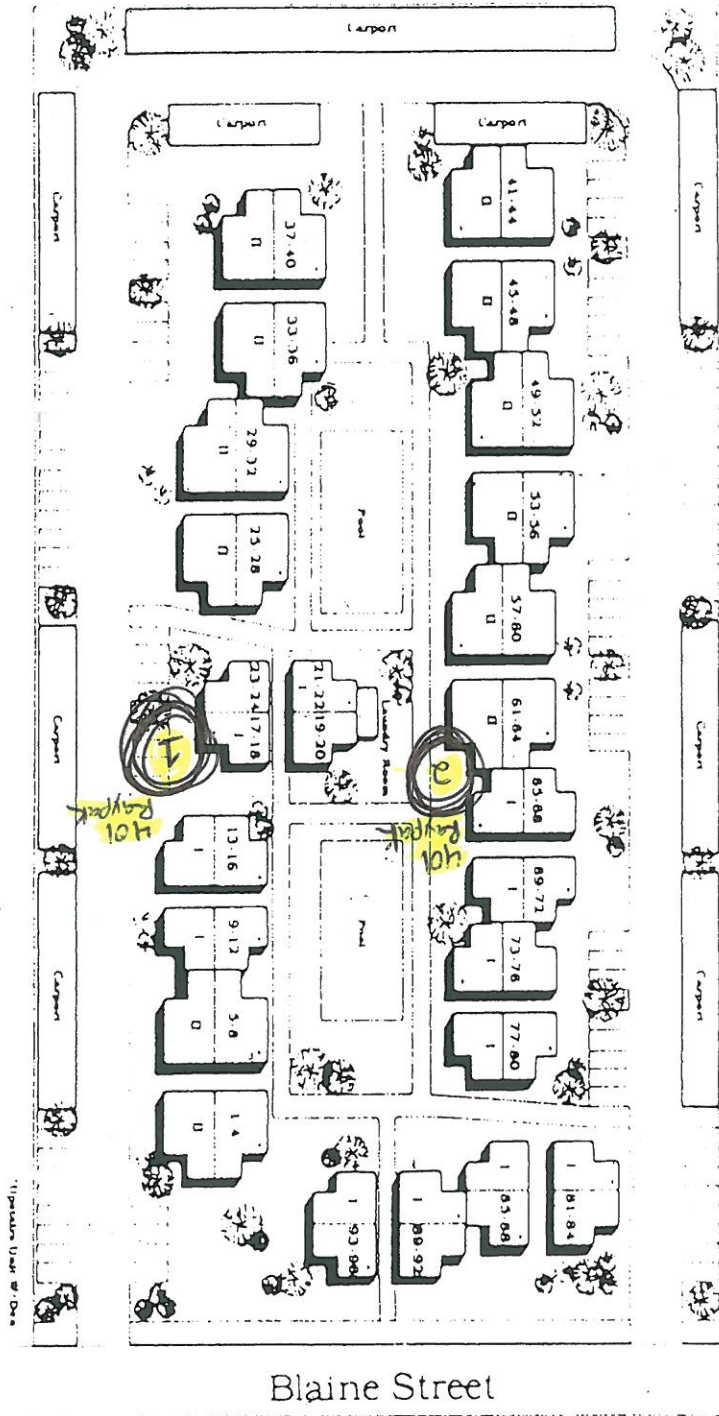 Carport
Carport
Carport
Carport
Carport
41-44
37-40
45-48
33-36
49-52
29-32
53-56
25-28
Pool
57-60
61-64
23-24 17-18
21-22 19-20
Laundry Room
Carport
Carport
1
401
Raypak
2
401
Raypak
65-68
13-16
69-72
9-12
Pool
73-76
5-8
77-80
Carport
Carport
1-4
81-84
85-88
89-92
93-96
Blaine Street